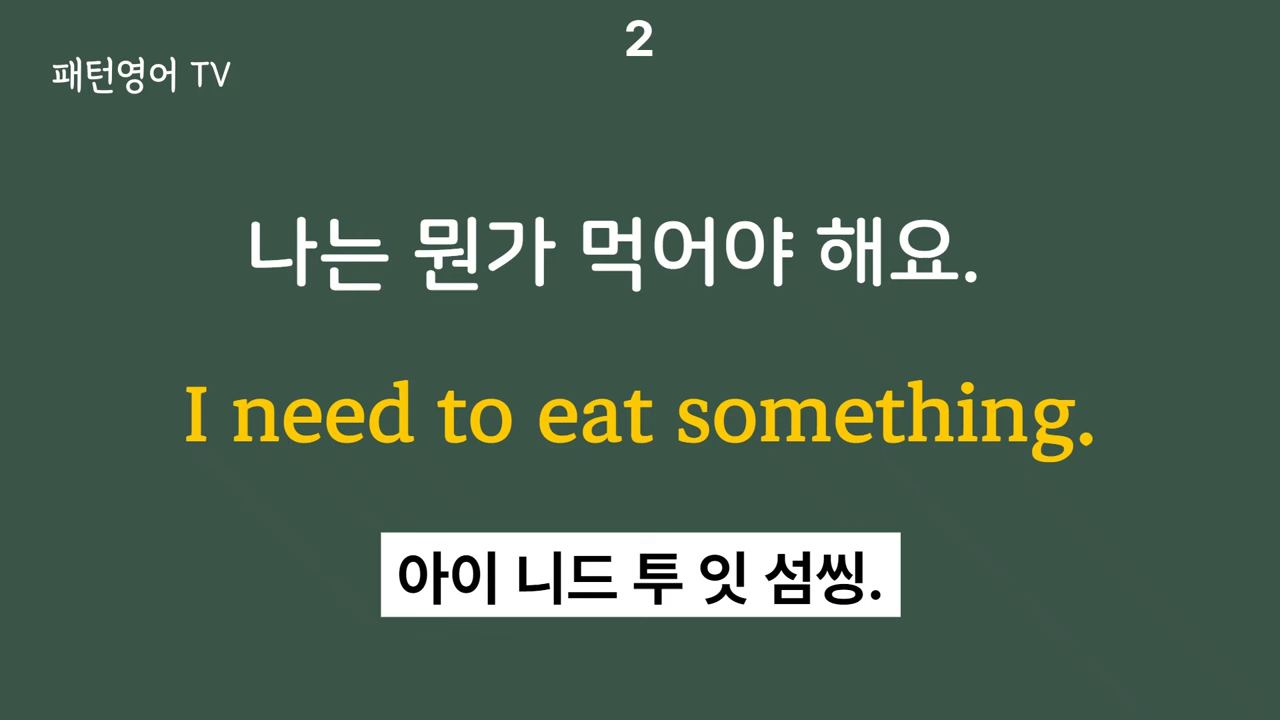 2
패턴영어 TV
나는 뭔가 먹어야 해요.
I need to eat something.
아이 니드 투 잇 섬씽.